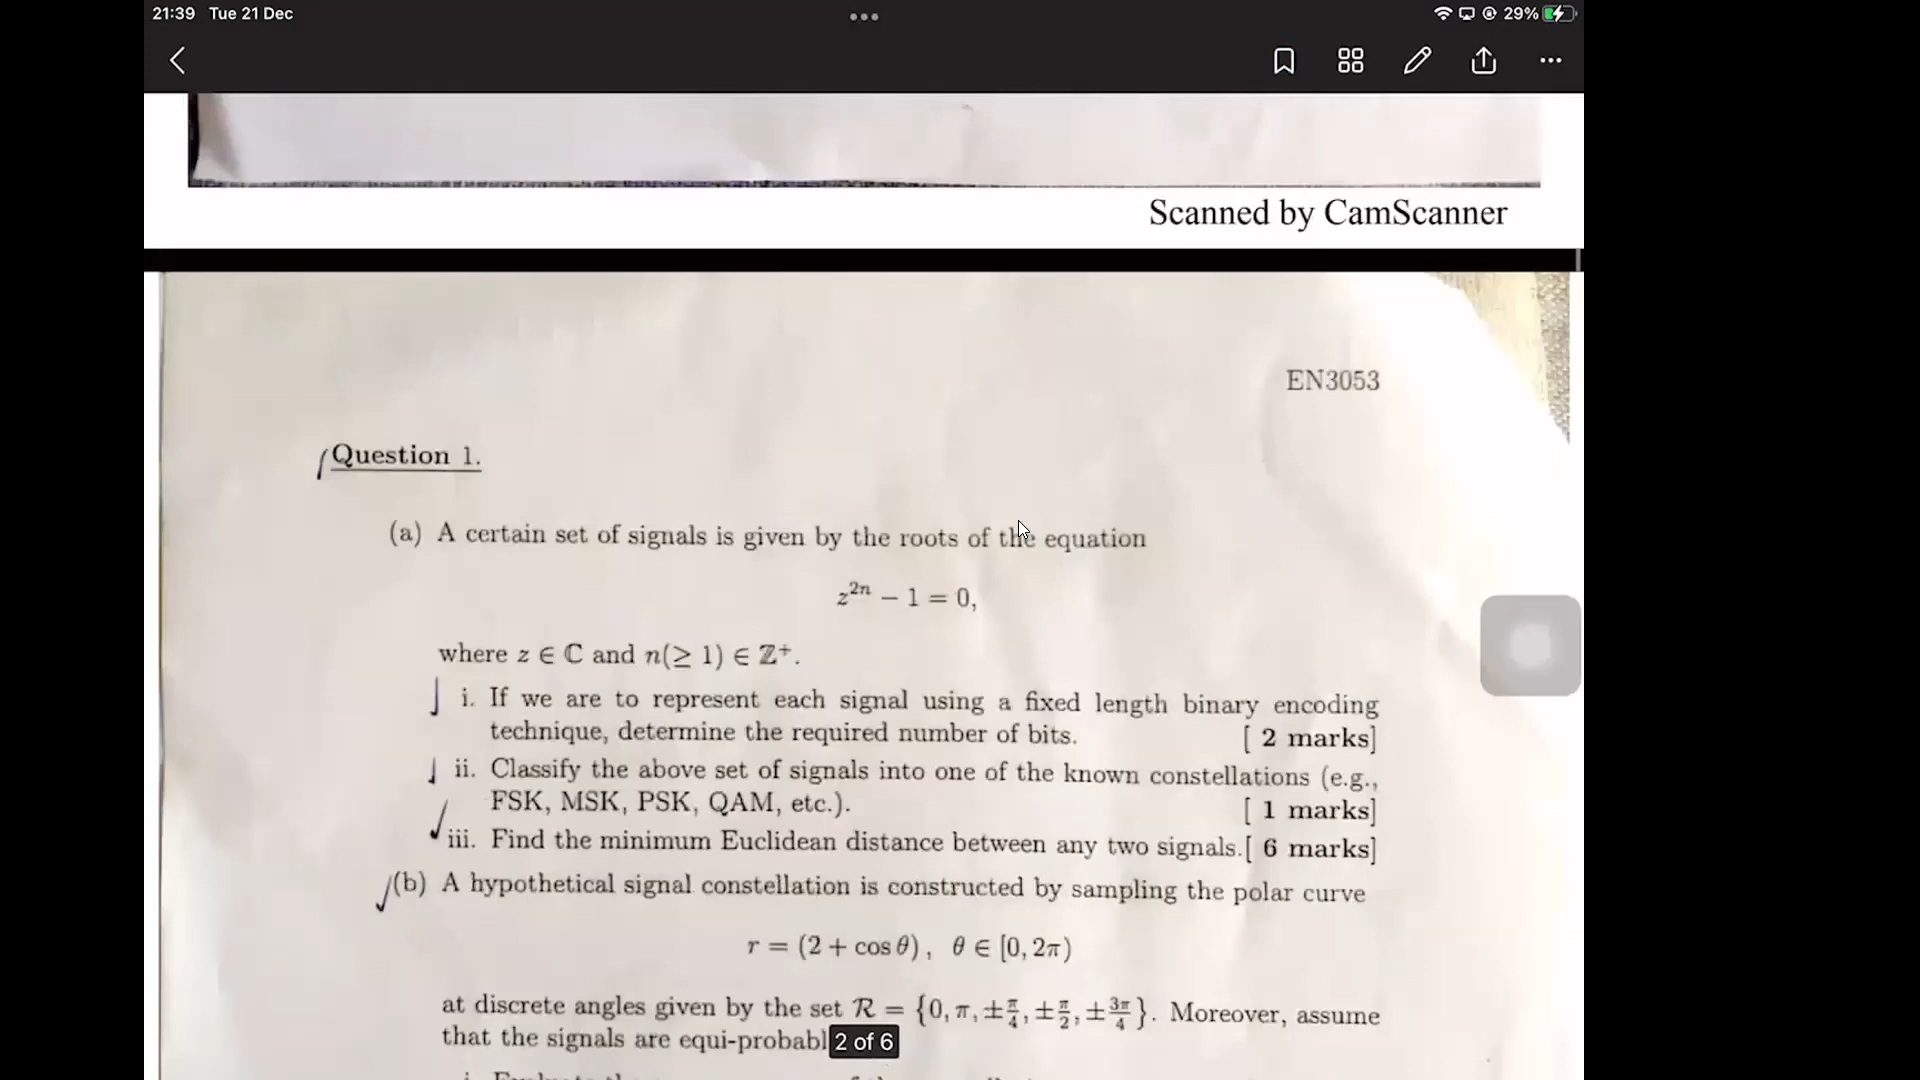 21:39 Tue 21 Dec
29%
Scanned by CamScanner
EN3053
Question 1.
(a) A certain set of signals is given by the roots of the equation
z^{2n} − 1 = 0,
where z ∈ ℂ and n(≥ 1) ∈ ℤ⁺.
i. If we are to represent each signal using a fixed length binary encoding
technique, determine the required number of bits. [ 2 marks]
ii. Classify the above set of signals into one of the known constellations (e.g.,
FSK, MSK, PSK, QAM, etc.). [ 1 marks]
iii. Find the minimum Euclidean distance between any two signals.[ 6 marks]
(b) A hypothetical signal constellation is constructed by sampling the polar curve
r = (2 + cos θ) , θ ∈ [0, 2π)
at discrete angles given by the set R = {0, π, ±π/4, ±π/2, ±3π/4}. Moreover, assume
that the signals are equi-probabl
2 of 6